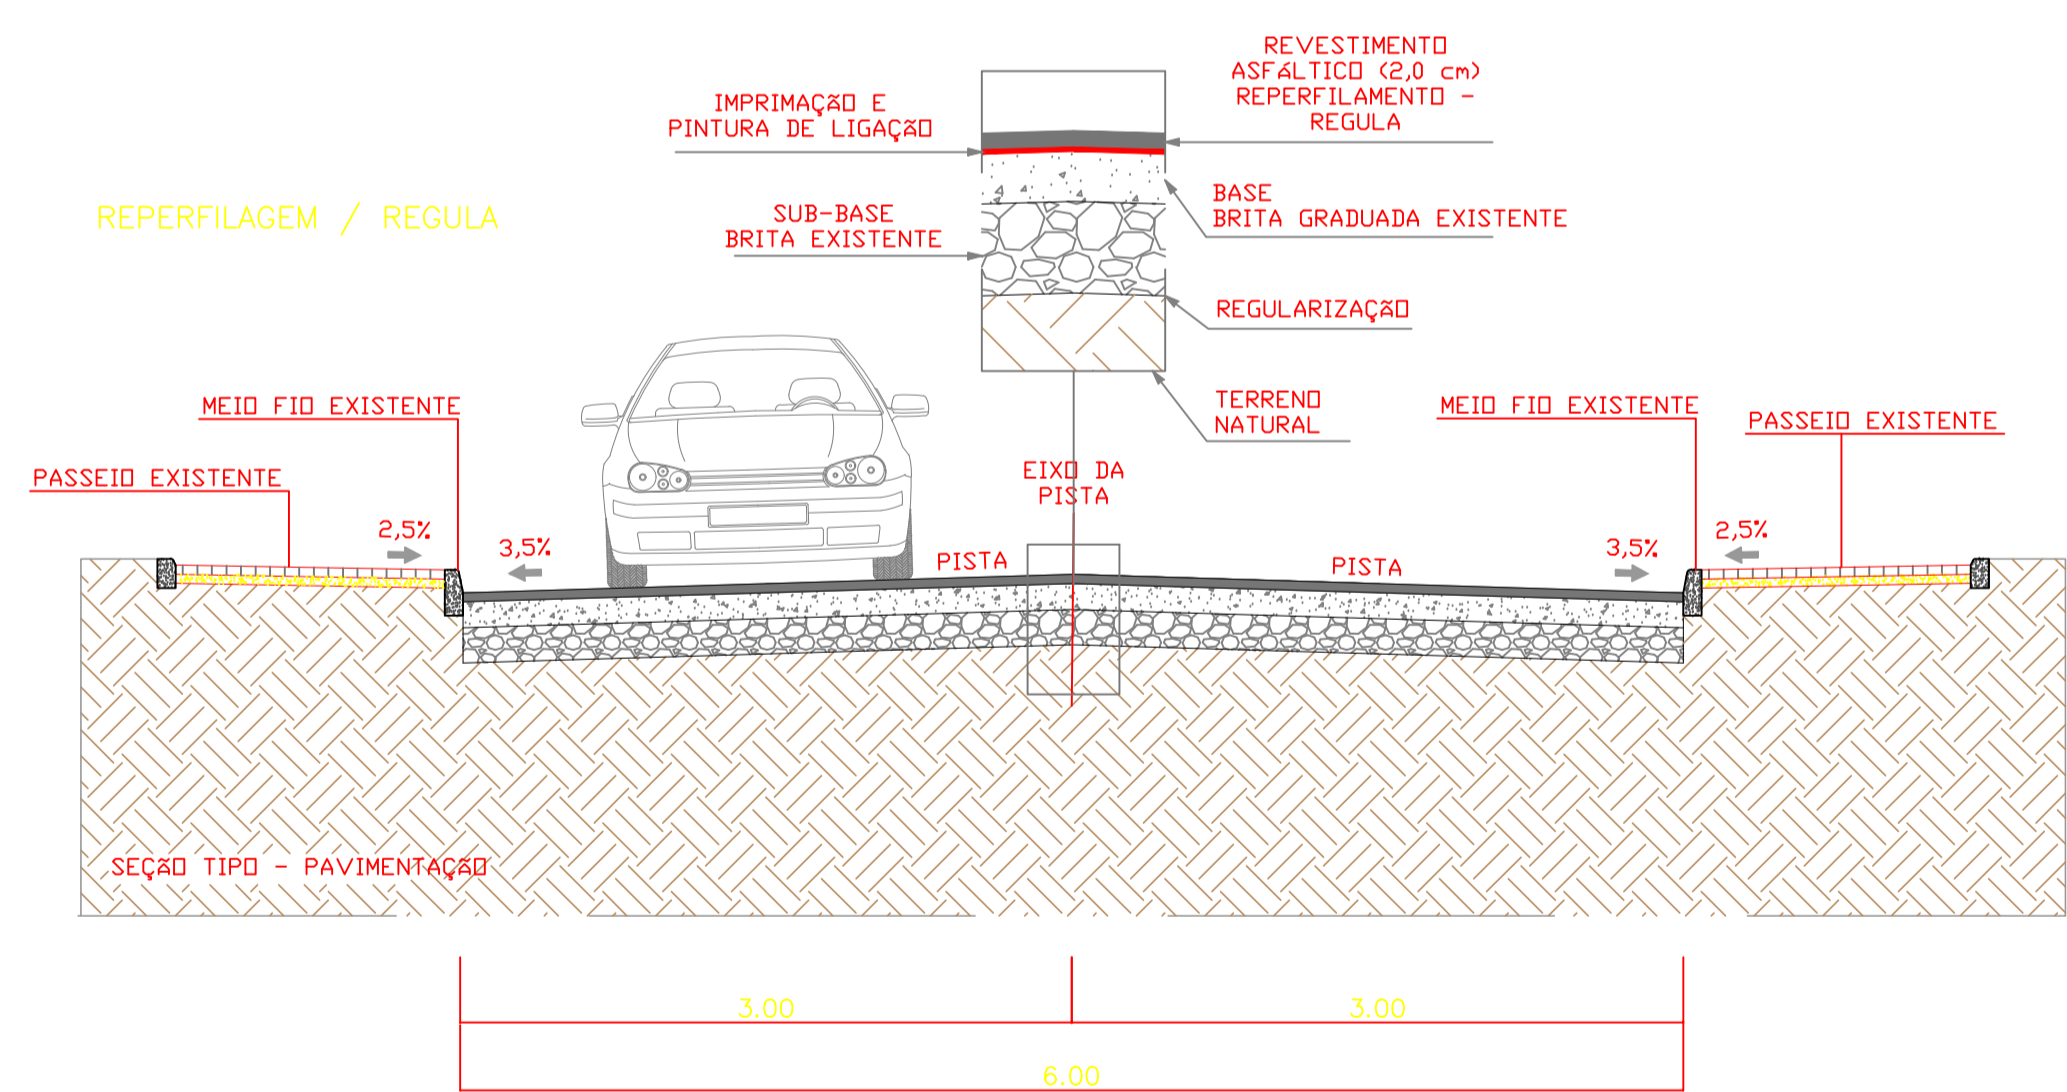 REVESTIMENTO
ASFÁLTICO (2,0 cm)
REPERFILAMENTO -
REGULA
IMPRIMAÇÃO E
PINTURA DE LIGAÇÃO
REPERFILAGEM / REGULA
SUB-BASE
BRITA EXISTENTE
BASE
BRITA GRADUADA EXISTENTE
REGULARIZAÇÃO
TERRENO
NATURAL
MEIO FIO EXISTENTE
MEIO FIO EXISTENTE
PASSEIO EXISTENTE
PASSEIO EXISTENTE
EIXO DA
PISTA
2,5%
3,5%
PISTA
PISTA
3,5%
2,5%
SEÇÃO TIPO - PAVIMENTAÇÃO
3.00
3.00
6.00